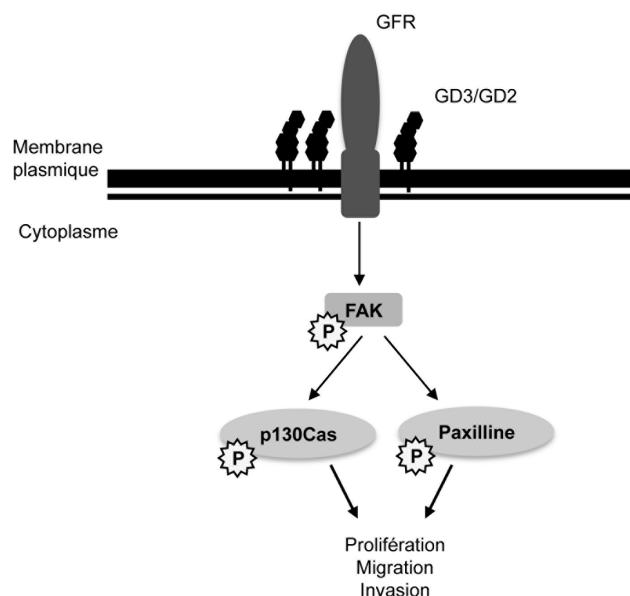 GFR
GD3/GD2
Membrane
plasmique
Cytoplasme
FAK
P
p130Cas
P
Paxilline
P
Prolifération
Migration
Invasion